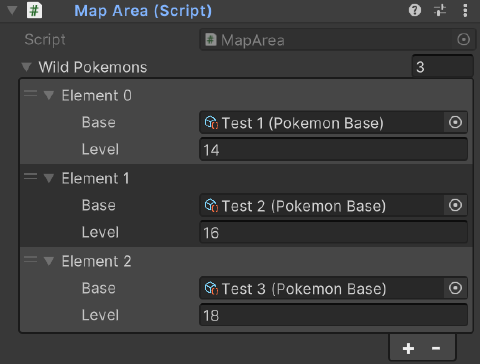 Map Area (Script)
Script MapArea
Wild Pokemons 3
Element 0
Base Test 1 (Pokemon Base)
Level 14
Element 1
Base Test 2 (Pokemon Base)
Level 16
Element 2
Base Test 3 (Pokemon Base)
Level 18